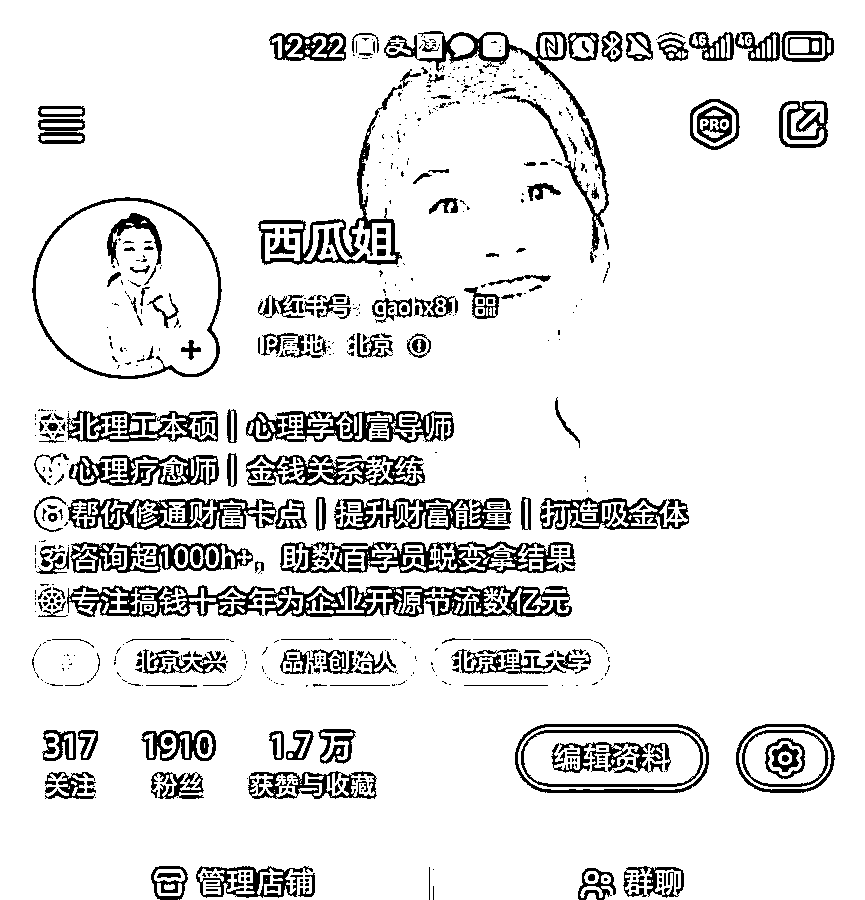 12:22
PRO
西瓜姐
小红书号：gaohx81
IP属地：北京
北理工本硕｜心理学创富导师
心理疗愈师｜金钱关系教练
帮你修通财富卡点｜提升财富能量｜打造吸金体
咨询超1000h+。助数百学员蜕变拿结果
专注搞钱十余年为企业开源节流数亿元
北京大兴 品牌创始人 北京理工大学
317 1910 1.7万
关注 粉丝 获赞与收藏
编辑资料
管理店铺 群聊